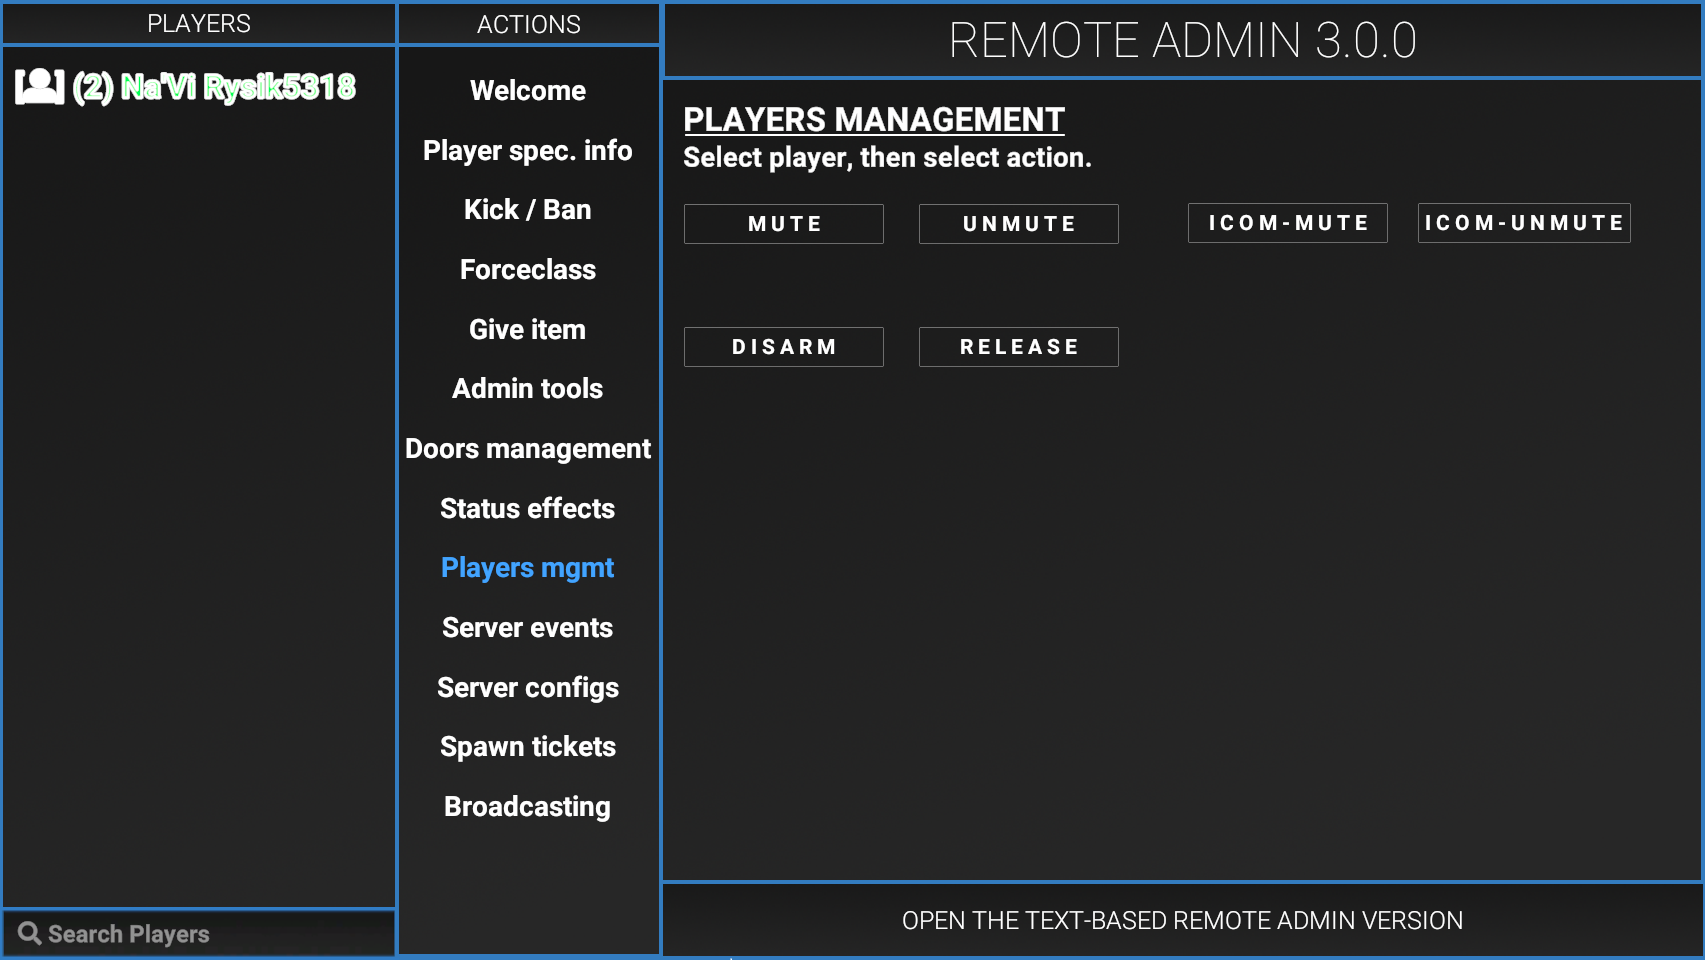 PLAYERS
(2) Na'Vi Rysik5318
Search Players
ACTIONS
Welcome
Player spec. info
Kick / Ban
Forceclass
Give item
Admin tools
Doors management
Status effects
Players mgmt
Server events
Server configs
Spawn tickets
Broadcasting
REMOTE ADMIN 3.0.0
PLAYERS MANAGEMENT
Select player, then select action.
MUTE UNMUTE ICOM-MUTE ICOM-UNMUTE
DISARM RELEASE
OPEN THE TEXT-BASED REMOTE ADMIN VERSION